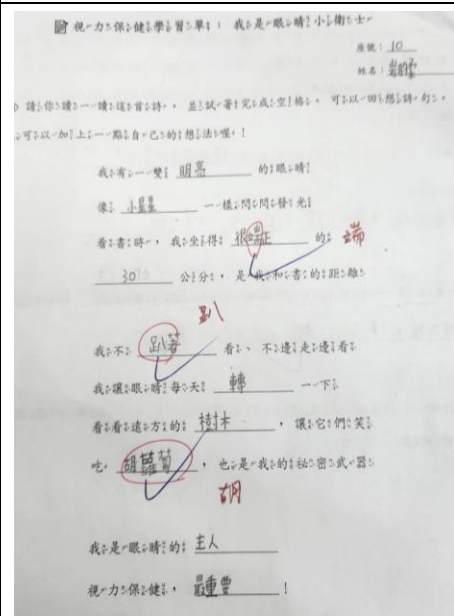 視力保健學習單：我是眼睛小衛士
座號：10
姓名：
請你讀一讀這首詩，並試著完成空格。可以回想詩句，
可以加上一點自己的想法喔！
我有一雙 明亮 的眼睛
像 小星星 一樣閃閃發光
看書時，我坐得 很端正 的 端
30 公分，是我和書的距離
趴
我不 趴著 看、不邊走邊看
我讓眼睛每天 轉 一下
看看遠方的 樹木，讓它們笑
吃 胡蘿蔔，也是我的祕密武器
胡
我是眼睛的 主人
視力保健，最重要！